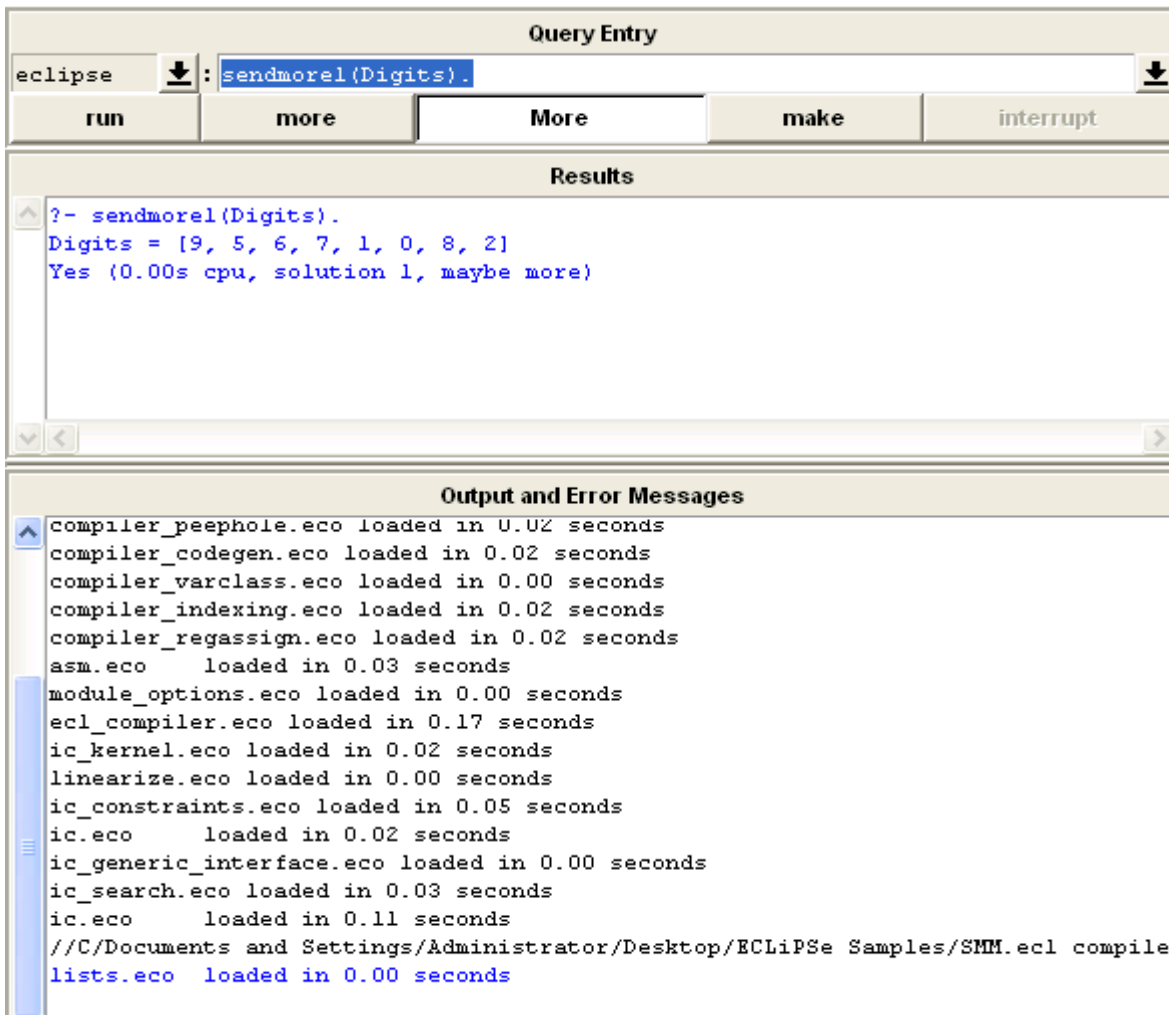 Query Entry
eclipse : sendmore1(Digits).
run more More make interrupt
Results
?- sendmore1(Digits).
Digits = [9, 5, 6, 7, 1, 0, 8, 2]
Yes (0.00s cpu, solution 1, maybe more)
Output and Error Messages
compiler_peephole.eco loaded in 0.02 seconds
compiler_codegen.eco loaded in 0.02 seconds
compiler_varclass.eco loaded in 0.00 seconds
compiler_indexing.eco loaded in 0.02 seconds
compiler_regassign.eco loaded in 0.02 seconds
asm.eco loaded in 0.03 seconds
module_options.eco loaded in 0.00 seconds
ecl_compiler.eco loaded in 0.17 seconds
ic_kernel.eco loaded in 0.02 seconds
linearize.eco loaded in 0.00 seconds
ic_constraints.eco loaded in 0.05 seconds
ic.eco loaded in 0.02 seconds
ic_generic_interface.eco loaded in 0.00 seconds
ic_search.eco loaded in 0.03 seconds
ic.eco loaded in 0.11 seconds
//C/Documents and Settings/Administrator/Desktop/ECLiPSe Samples/SMM.ecl compile
lists.eco loaded in 0.00 seconds